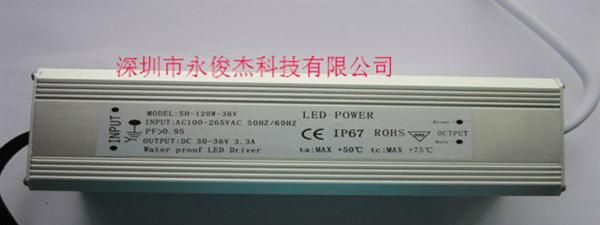 深圳市永俊杰科技有限公司
INPUT
MODEL:SH-120W-36V
INPUT:AC100-265VAC 50HZ/60HZ
PF>0.95
OUTPUT:DC 30-36V 3.3A
Water proof LED Driver
LED POWER
CE IP67 ROHS
ta:MAX +50℃ tc:MAX +75℃
Brown
OUTPUT